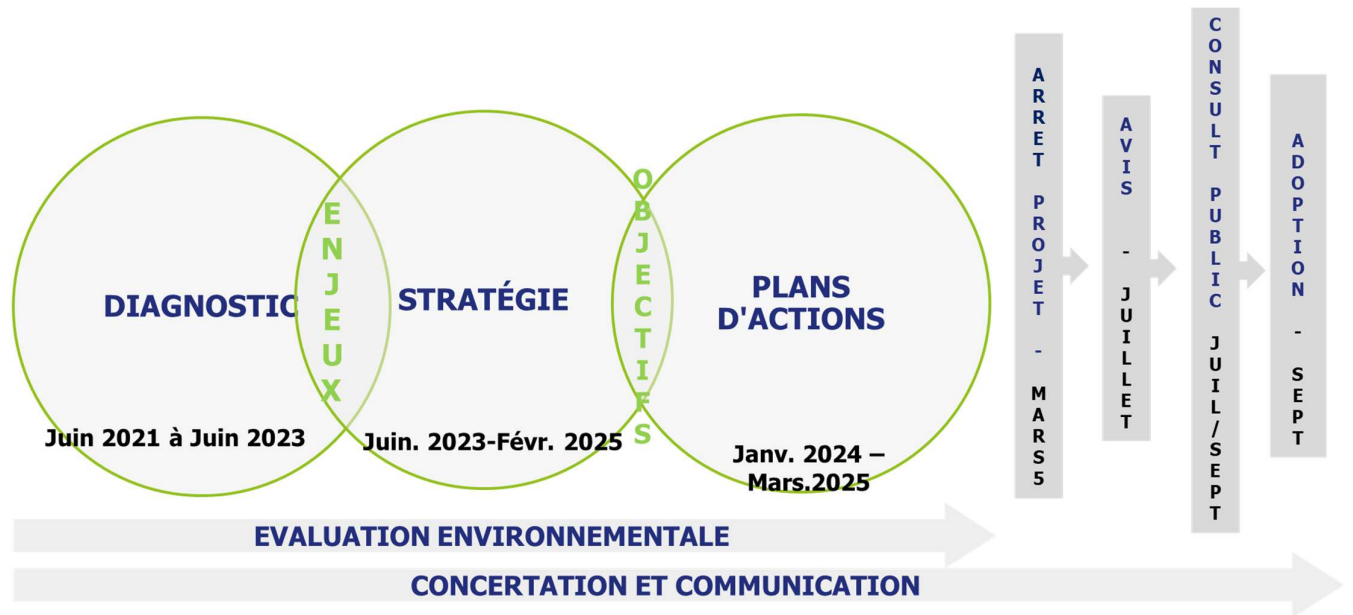 DIAGNOSTIC
Juin 2021 à Juin 2023
ENJEUX
STRATÉGIE
Juin. 2023-Févr. 2025
OBJECTIFS
PLANS
D'ACTIONS
Janv. 2024 –
Mars.2025
ARRET PROJET - MARS5
AVIS - JUILLET
CONSULT PUBLIC JUIL/SEPT
ADOPTION - SEPT
EVALUATION ENVIRONNEMENTALE
CONCERTATION ET COMMUNICATION